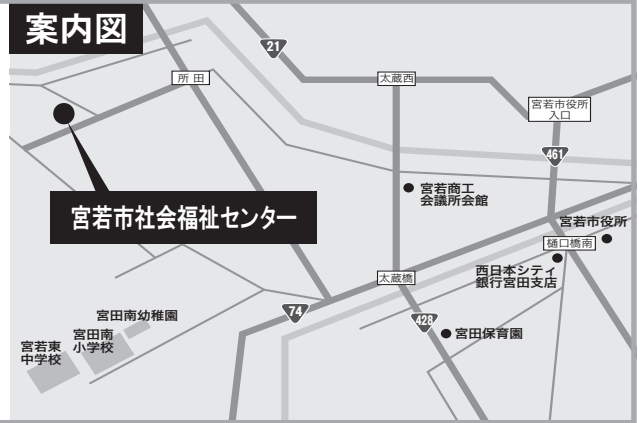 案内図
21
所田
太蔵西
宮若市役所
入口
461
宮若商工
会議所会館
宮若市社会福祉センター
宮若市役所
樋口橋南
西日本シティ
銀行宮田支店
太蔵橋
74
428
宮田保育園
宮田南幼稚園
宮田南
小学校
宮若東
中学校